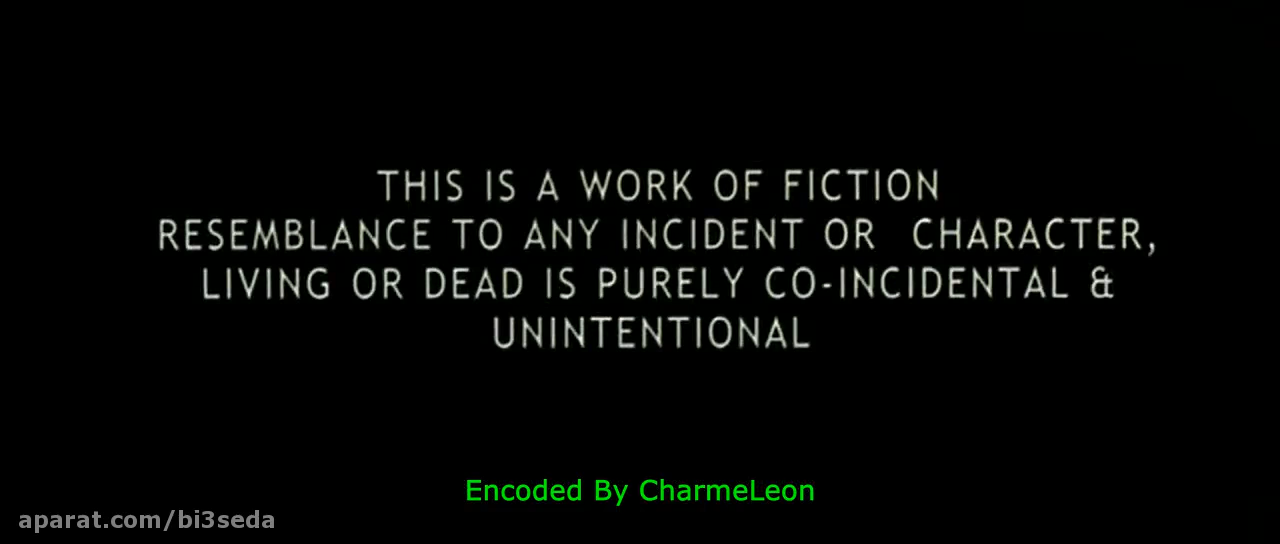 THIS IS A WORK OF FICTION
RESEMBLANCE TO ANY INCIDENT OR CHARACTER,
LIVING OR DEAD IS PURELY CO-INCIDENTAL &
UNINTENTIONAL
Encoded By CharmeLeon
aparat.com/bi3seda